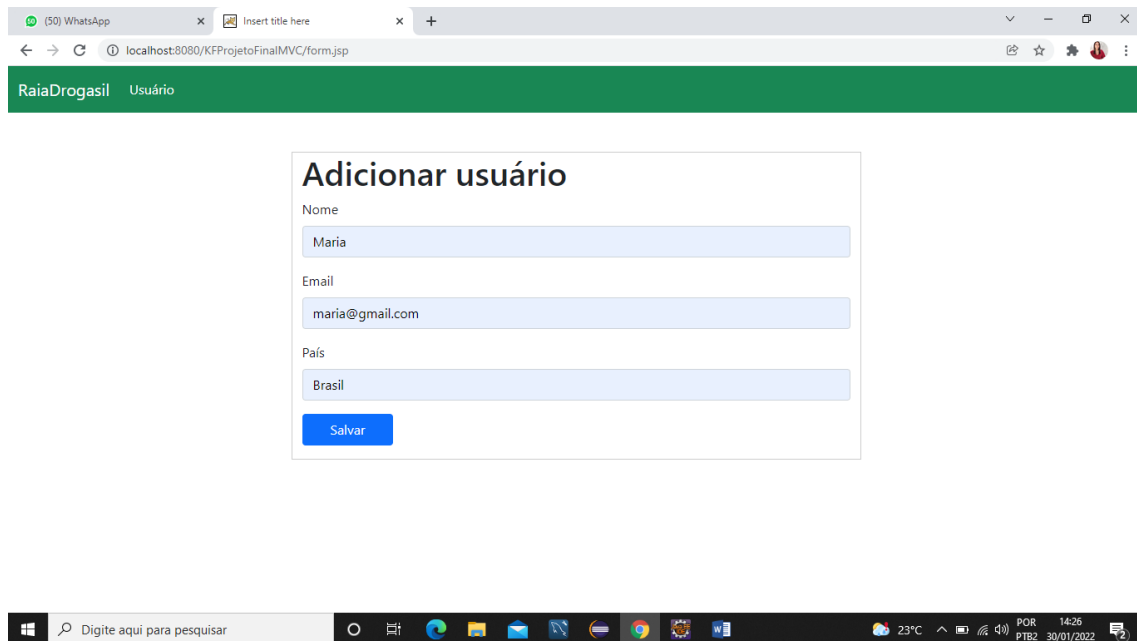 (50) WhatsApp
Insert title here
localhost:8080/KFProjetoFinalMVC/form.jsp
RaiaDrogasil Usuário
Adicionar usuário
Nome
Maria
Email
maria@gmail.com
País
Brasil
Salvar
Digite aqui para pesquisar
23°C
POR
PTB2
14:26
30/01/2022